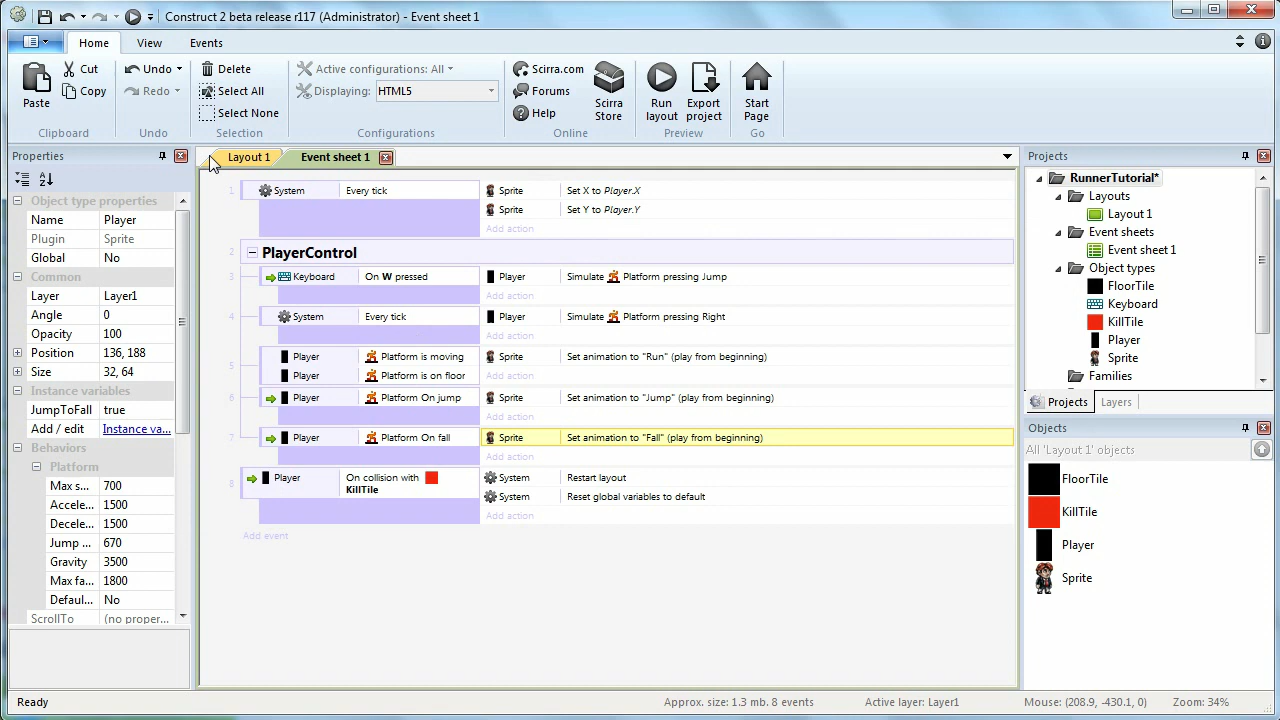 Construct 2 beta release r117 (Administrator) - Event sheet 1
Home View Events
Paste Cut Copy Clipboard
Undo Redo Undo
Delete Select All Select None Selection
Active configurations: All
Displaying: HTML5
Configurations
Scirra.com Forums Help Scirra Store Online
Run layout Export project Preview
Start Page Go
Properties
Layout 1 Event sheet 1
Projects
Object type properties
Name Player
Plugin Sprite
Global No
Common
Layer Layer1
Angle 0
Opacity 100
Position 136, 188
Size 32, 64
Instance variables
JumpToFall true
Add / edit Instance va...
Behaviors
Platform
Max s... 700
Accele... 1500
Decele... 1500
Jump ... 670
Gravity 3500
Max fa... 1800
Defaul... No
ScrollTo (no proper...
1 System Every tick Sprite Set X to Player.X
Sprite Set Y to Player.Y
Add action
2 PlayerControl
3 Keyboard On W pressed Player Simulate Platform pressing Jump
Add action
4 System Every tick Player Simulate Platform pressing Right
Add action
5 Player Platform is moving Sprite Set animation to "Run" (play from beginning)
Player Platform is on floor Add action
6 Player Platform On jump Sprite Set animation to "Jump" (play from beginning)
Add action
7 Player Platform On fall Sprite Set animation to "Fall" (play from beginning)
Add action
8 Player On collision with KillTile System Restart layout
System Reset global variables to default
Add action
Add event
RunnerTutorial*
Layouts
Layout 1
Event sheets
Event sheet 1
Object types
FloorTile
Keyboard
KillTile
Player
Sprite
Families
Projects Layers
Objects
All 'Layout 1' objects
FloorTile
KillTile
Player
Sprite
Ready Approx. size: 1.3 mb. 8 events Active layer: Layer1 Mouse: (208.9, -430.1, 0) Zoom: 34%